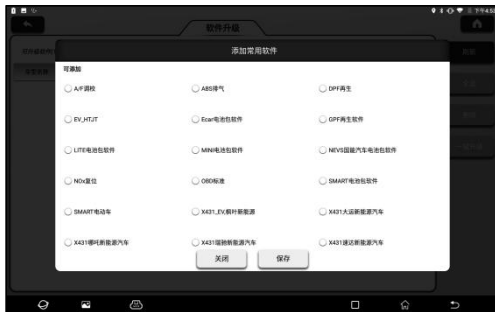 软件升级
添加常用软件
可添加
A/F调校
ABS排气
DPF再生
EV_HTJT
Ecar电池包软件
GPF再生软件
LITE电池包软件
MINI电池包软件
NEVS国能汽车电池包软件
NOx复位
OBD标准
SMART电池包软件
SMART电动车
X431_EV,枫叶新能源
X431大运新能源汽车
X431哪吒新能源汽车
X431瑞驰新能源汽车
X431速达新能源汽车
关闭
保存